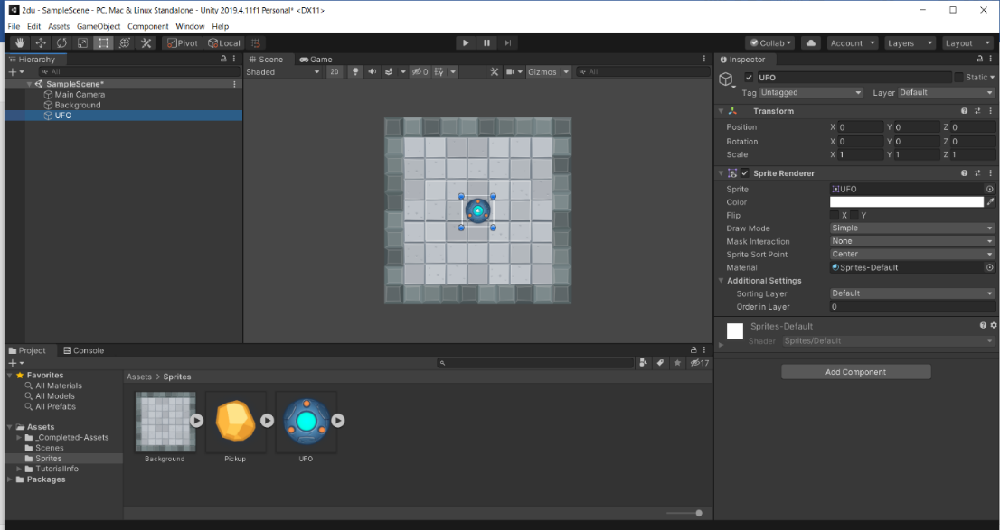 2du - SampleScene - PC, Mac & Linux Standalone - Unity 2019.4.11f1 Personal* <DX11>
File Edit Assets GameObject Component Window Help
Pivot Local Collab Account Layers Layout
Hierarchy
All
SampleScene*
Main Camera
Background
UFO
Scene Game
Shaded 2D 0 Gizmos All
Inspector
UFO Static
Tag Untagged Layer Default
Transform
Position X 0 Y 0 Z 0
Rotation X 0 Y 0 Z 0
Scale X 1 Y 1 Z 1
Sprite Renderer
Sprite UFO
Color
Flip X Y
Draw Mode Simple
Mask Interaction None
Sprite Sort Point Center
Material Sprites-Default
Additional Settings
Sorting Layer Default
Order in Layer 0
Sprites-Default
Shader Sprites/Default
Add Component
Project Console
17
Favorites
All Materials
All Models
All Prefabs
Assets
_Completed-Assets
Scenes
Sprites
TutorialInfo
Packages
Assets > Sprites
Background Pickup UFO